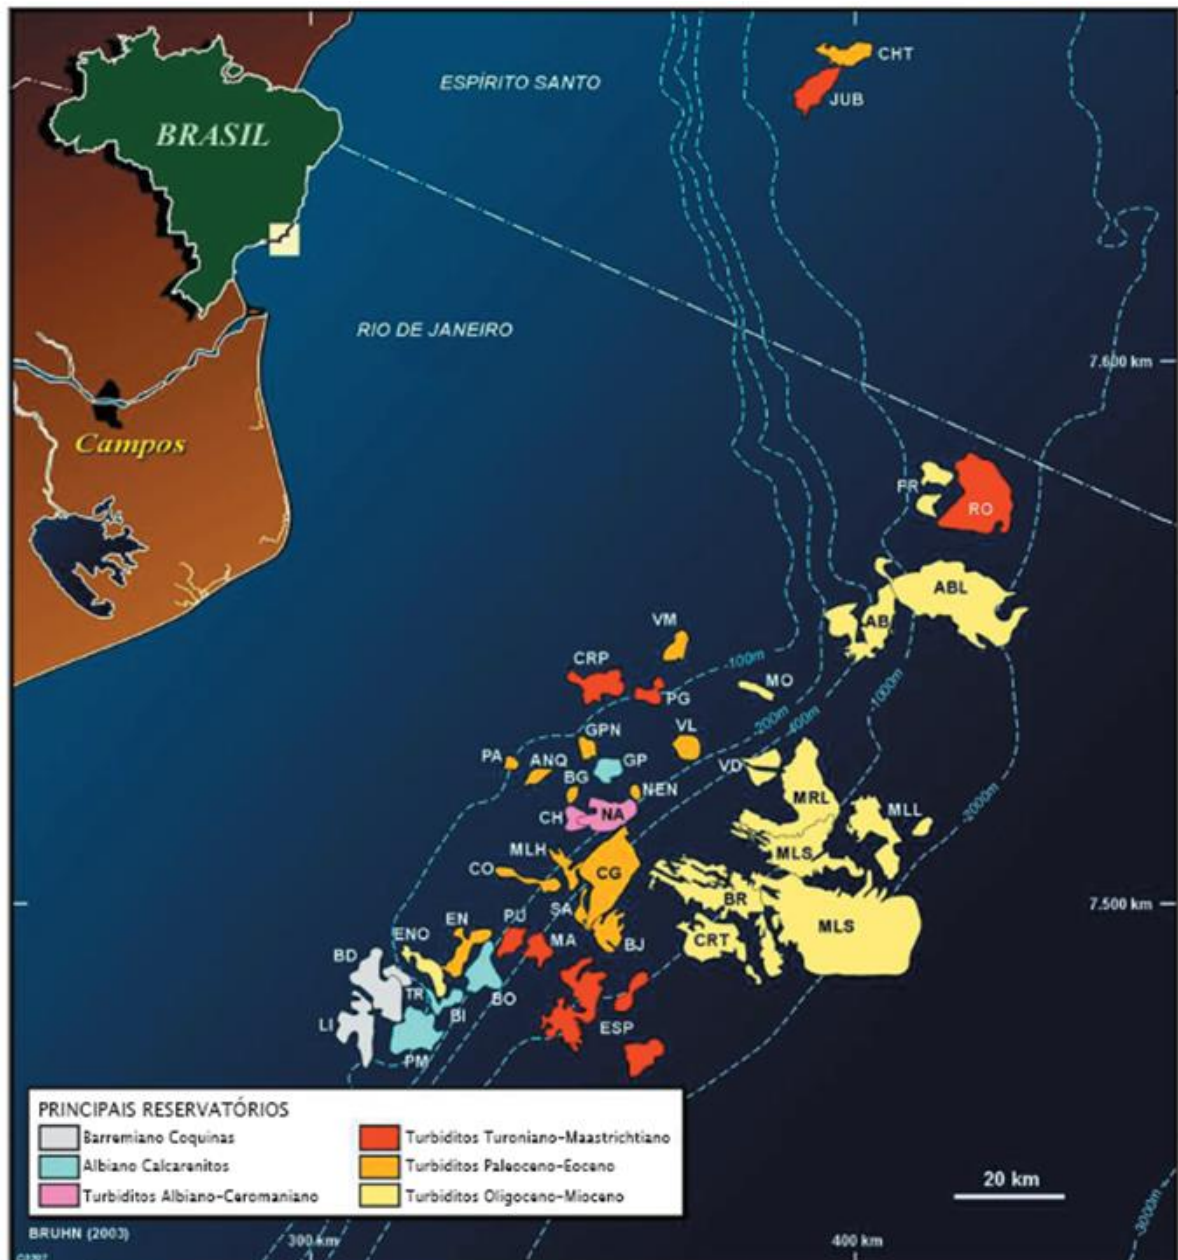 ESPÍRITO SANTO
CHT
JUB
BRASIL
RIO DE JANEIRO
7.600 km
Campos
RO
ABL
AB
VM
-100m
CRP
MO
PG
-1000m
-200m
-400m
GPN
VL
PA
ANQ
GP
VD
BG
NEN
MRL
MLL
-2000m
CH
NA
MLH
MLS
CO
CG
BR
7.500 km
SA
EN
PU
MLS
ENO
MA
BJ
CRT
BD
TR
BO
LI
BI
ESP
PM
PRINCIPAIS RESERVATÓRIOS
Barremiano Coquinas
Albiano Calcarenitos
Turbiditos Albiano-Ceromaniano
Turbiditos Turoniano-Maastrichtiano
Turbiditos Paleoceno-Eoceno
Turbiditos Oligoceno-Mioceno
20 km
3000m
BRUHN (2003)
300 km
400 km